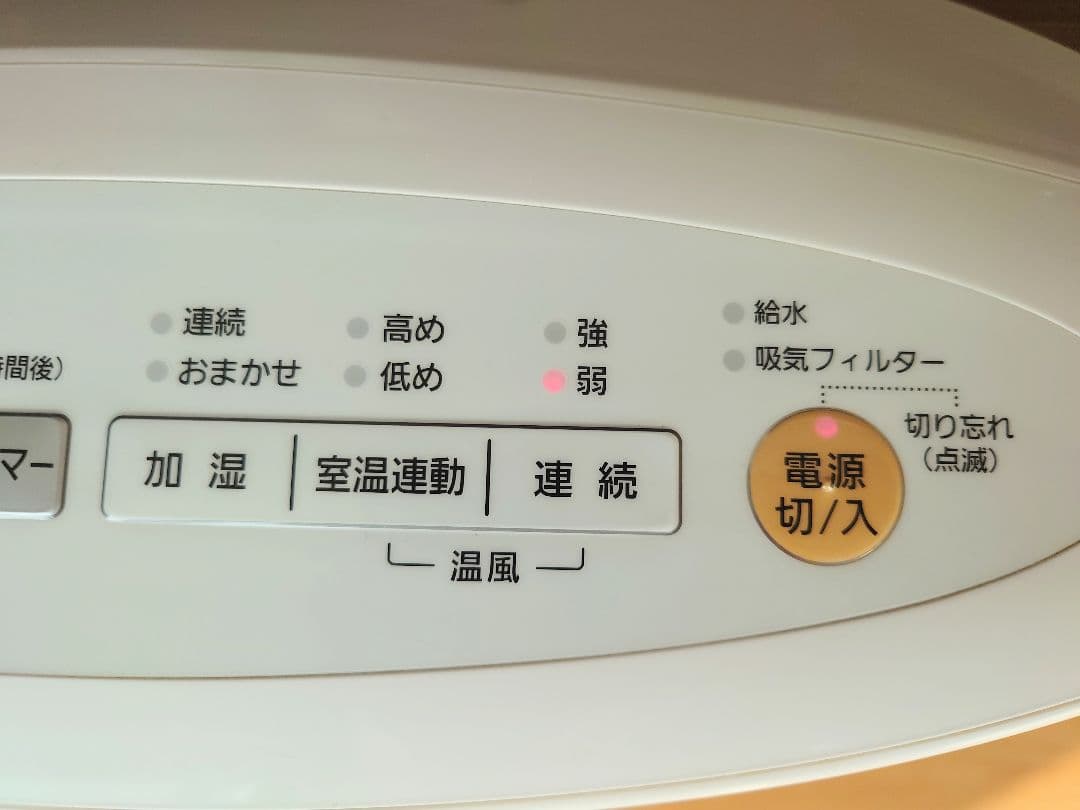 連続
おまかせ
高め
低め
強
弱
給水
吸気フィルター
切り忘れ
(点滅)
間後)
マー
加湿
室温連動
連続
温風
電源
切/入